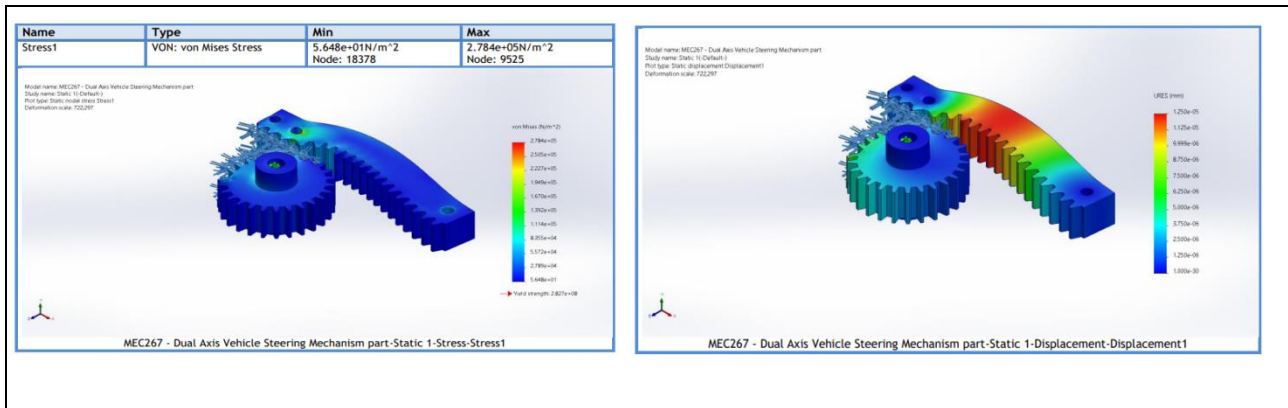 Name Type Min Max
Stress1 VON: von Mises Stress 5.648e+01N/m^2 2.784e+05N/m^2
Node: 18378 Node: 9525
Model name: MEC267 - Dual Axis Vehicle Steering Mechanism part
Study name: Static 1(-Default-)
Plot type: Static nodal stress Stress1
Deformation scale: 722,297
von Mises (N/m^2)
2.784e+05
2.505e+05
2.227e+05
1.949e+05
1.670e+05
1.392e+05
1.114e+05
8.355e+04
5.572e+04
2.789e+04
5.648e+01
Yield strength: 2.827e+08
MEC267 - Dual Axis Vehicle Steering Mechanism part-Static 1-Stress-Stress1
Model name: MEC267 - Dual Axis Vehicle Steering Mechanism part
Study name: Static 1(-Default-)
Plot type: Static displacement Displacement1
Deformation scale: 722,297
URES (mm)
1.250e-05
1.125e-05
9.999e-06
8.750e-06
7.500e-06
6.250e-06
5.000e-06
3.750e-06
2.500e-06
1.250e-06
1.000e-30
MEC267 - Dual Axis Vehicle Steering Mechanism part-Static 1-Displacement-Displacement1